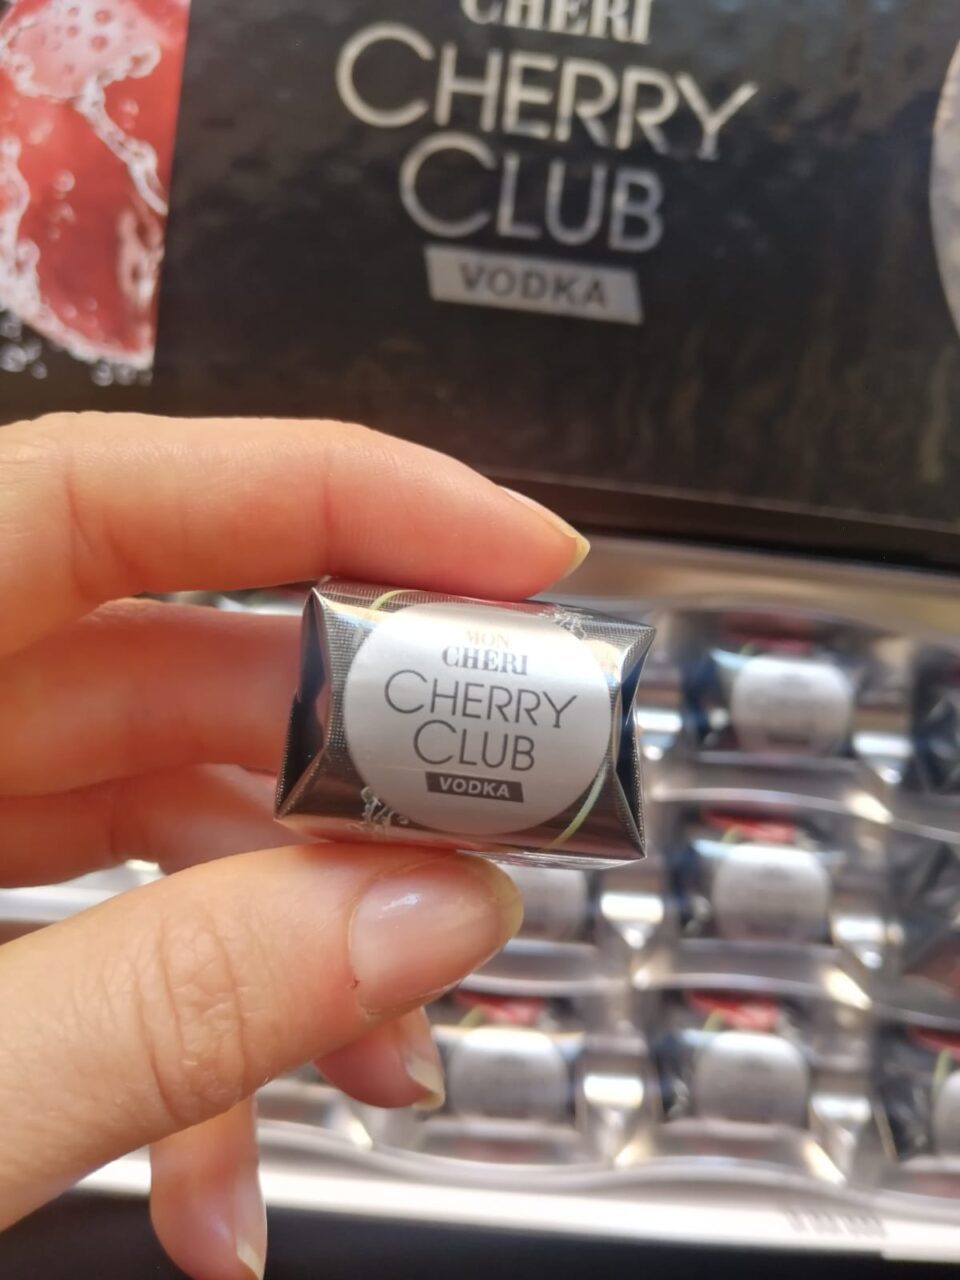 CHERI
CHERRY
CLUB
VODKA
MON
CHERI
CHERRY
CLUB
VODKA